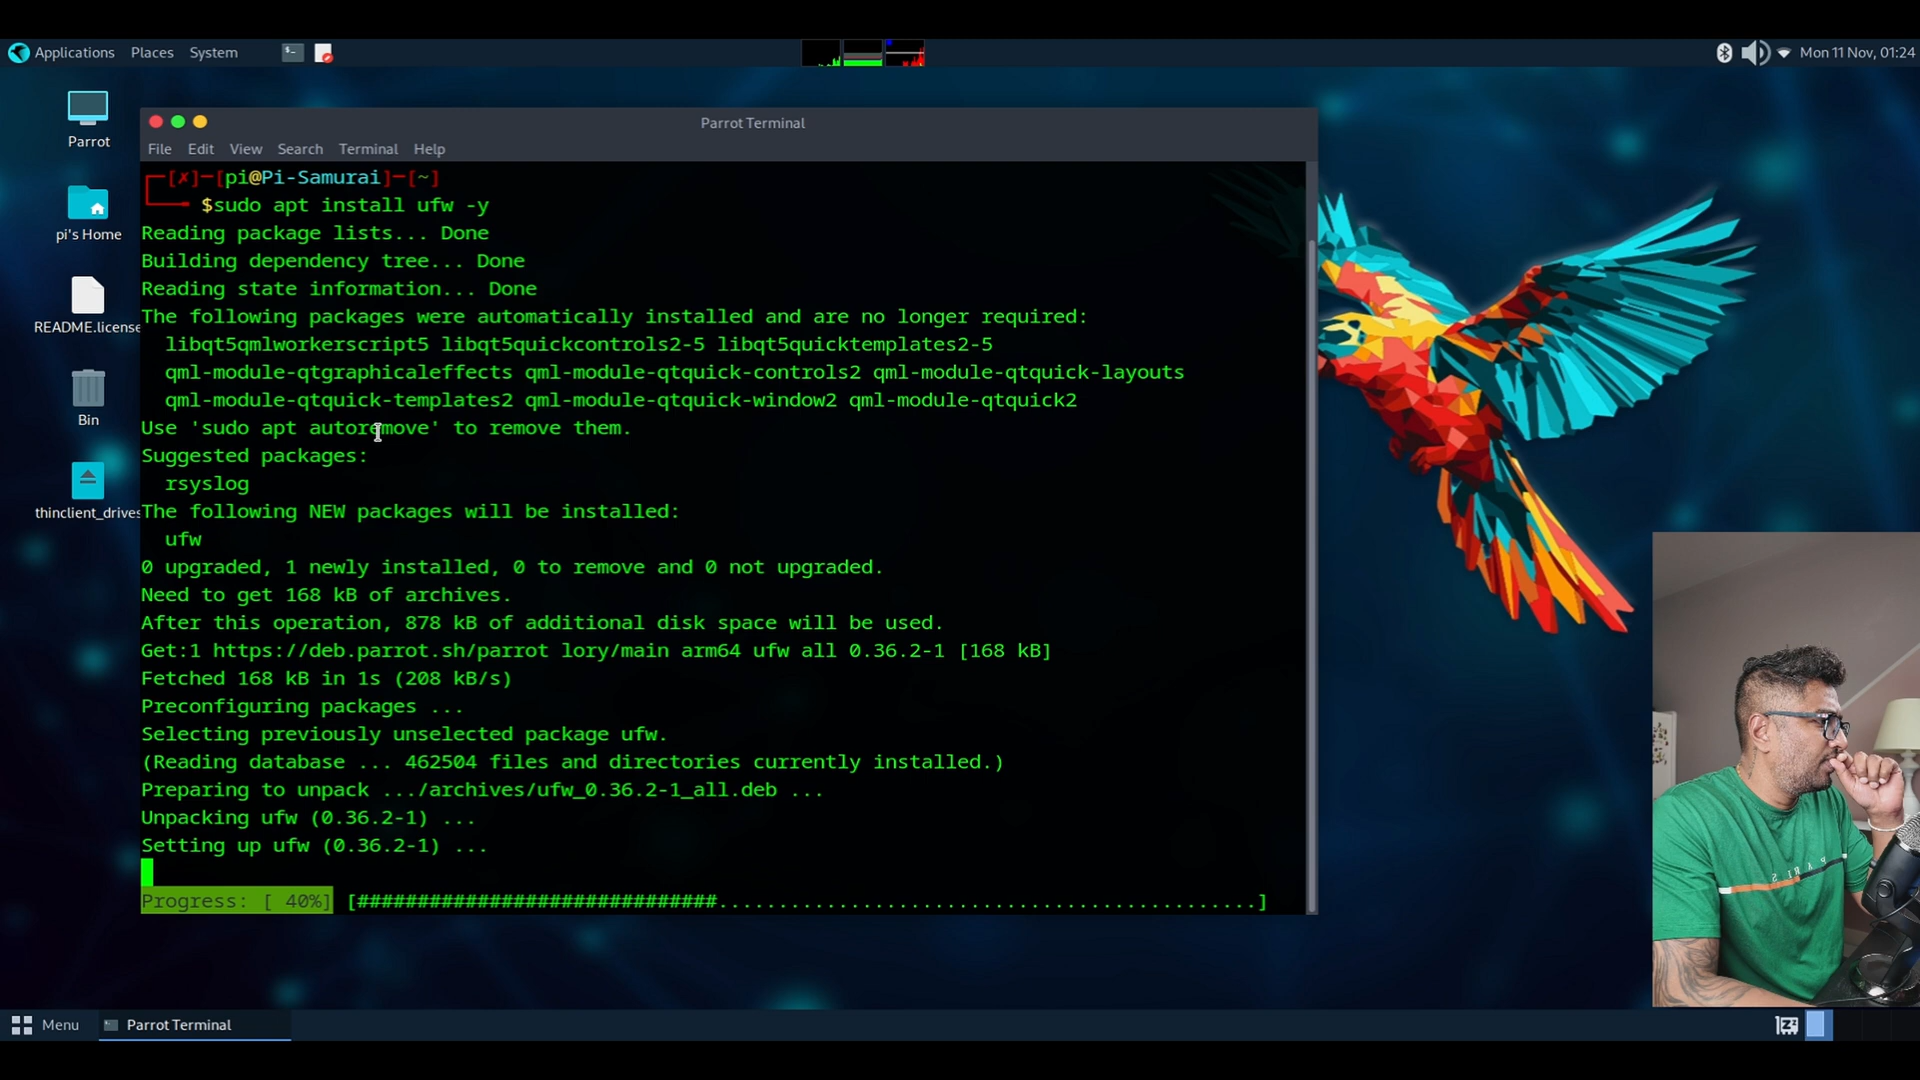 Applications Places System
Mon 11 Nov, 01:24
Parrot
pi's Home
README.license
Bin
thinclient_drives
Parrot Terminal
File Edit View Search Terminal Help
┌─[✗]─[pi@Pi-Samurai]─[~]
└──╼ $sudo apt install ufw -y
Reading package lists... Done
Building dependency tree... Done
Reading state information... Done
The following packages were automatically installed and are no longer required:
libqt5qmlworkerscript5 libqt5quickcontrols2-5 libqt5quicktemplates2-5
qml-module-qtgraphicaleffects qml-module-qtquick-controls2 qml-module-qtquick-layouts
qml-module-qtquick-templates2 qml-module-qtquick-window2 qml-module-qtquick2
Use 'sudo apt autoremove' to remove them.
Suggested packages:
rsyslog
The following NEW packages will be installed:
ufw
0 upgraded, 1 newly installed, 0 to remove and 0 not upgraded.
Need to get 168 kB of archives.
After this operation, 878 kB of additional disk space will be used.
Get:1 https://deb.parrot.sh/parrot lory/main arm64 ufw all 0.36.2-1 [168 kB]
Fetched 168 kB in 1s (208 kB/s)
Preconfiguring packages ...
Selecting previously unselected package ufw.
(Reading database ... 462504 files and directories currently installed.)
Preparing to unpack .../archives/ufw_0.36.2-1_all.deb ...
Unpacking ufw (0.36.2-1) ...
Setting up ufw (0.36.2-1) ...
Progress: [ 40%] [##############################.............................................]
Menu Parrot Terminal